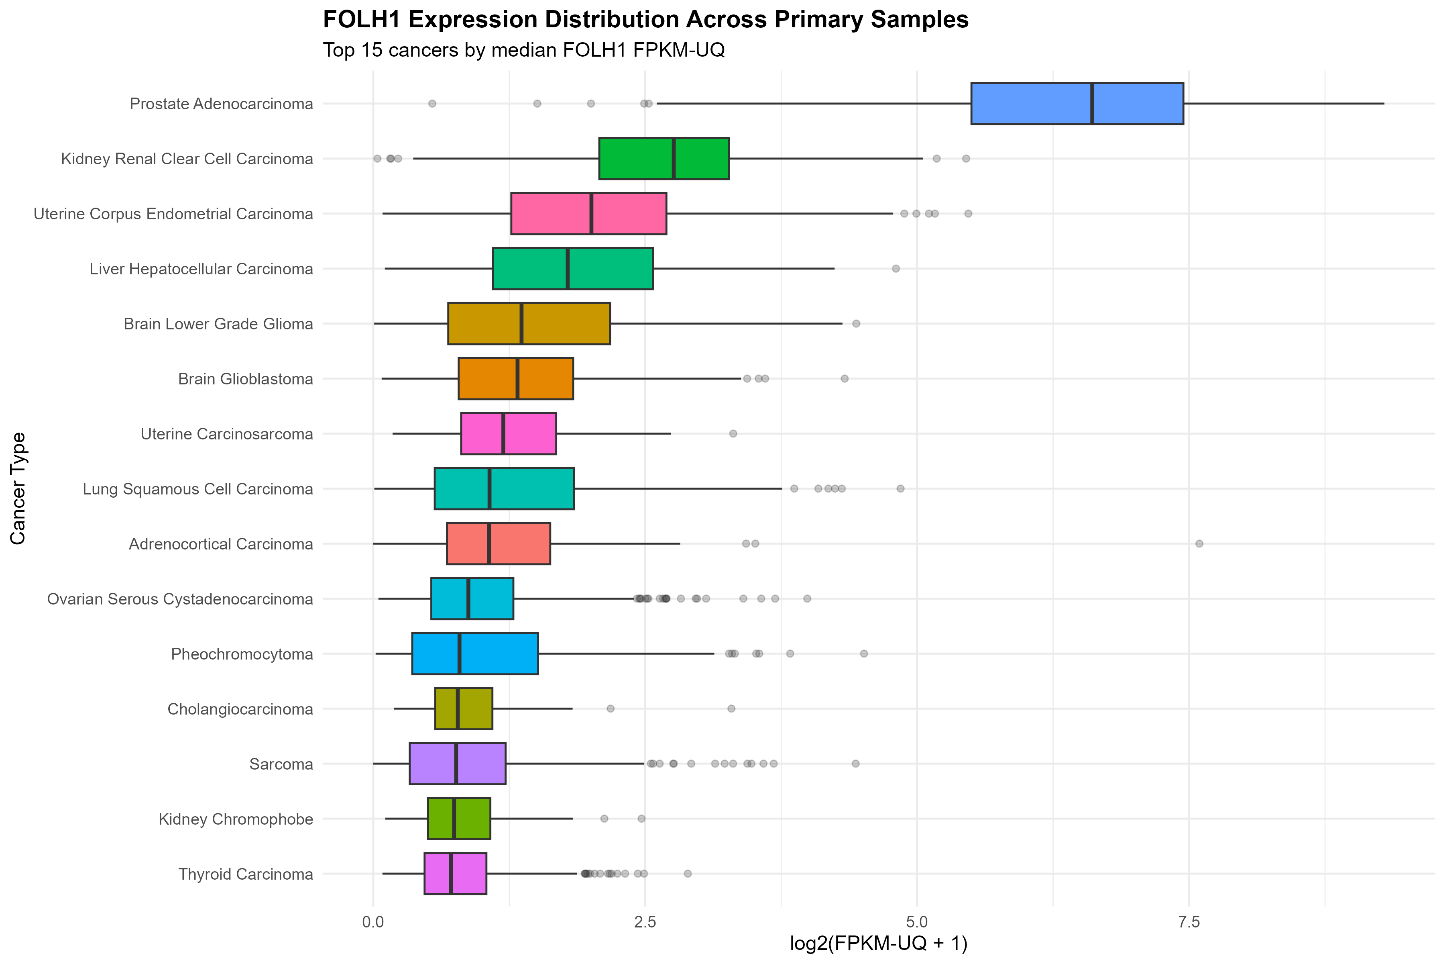 FOLH1 Expression Distribution Across Primary Samples
Top 15 cancers by median FOLH1 FPKM-UQ
Cancer Type
Prostate Adenocarcinoma
Kidney Renal Clear Cell Carcinoma
Uterine Corpus Endometrial Carcinoma
Liver Hepatocellular Carcinoma
Brain Lower Grade Glioma
Brain Glioblastoma
Uterine Carcinosarcoma
Lung Squamous Cell Carcinoma
Adrenocortical Carcinoma
Ovarian Serous Cystadenocarcinoma
Pheochromocytoma
Cholangiocarcinoma
Sarcoma
Kidney Chromophobe
Thyroid Carcinoma
0.0 2.5 5.0 7.5
log2(FPKM-UQ + 1)